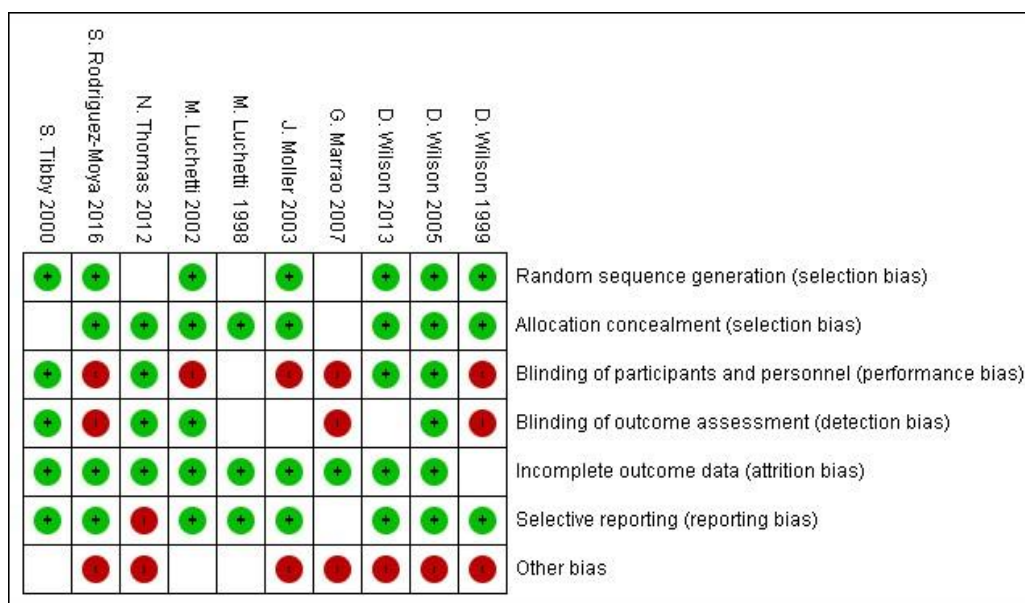 S. Tibby 2000
S. Rodriguez-Moya 2016
N. Thomas 2012
M. Luchetti 2002
M. Luchetti 1998
J. Moller 2003
G. Marrao 2007
D. Wilson 2013
D. Wilson 2005
D. Wilson 1999
+ + + + + + + Random sequence generation (selection bias)
+ + + + + + + + Allocation concealment (selection bias)
+ - + - - - + + - Blinding of participants and personnel (performance bias)
+ - + + - + - Blinding of outcome assessment (detection bias)
+ + + + + + + + + Incomplete outcome data (attrition bias)
+ + - + + + + + + Selective reporting (reporting bias)
- - - - - - - Other bias